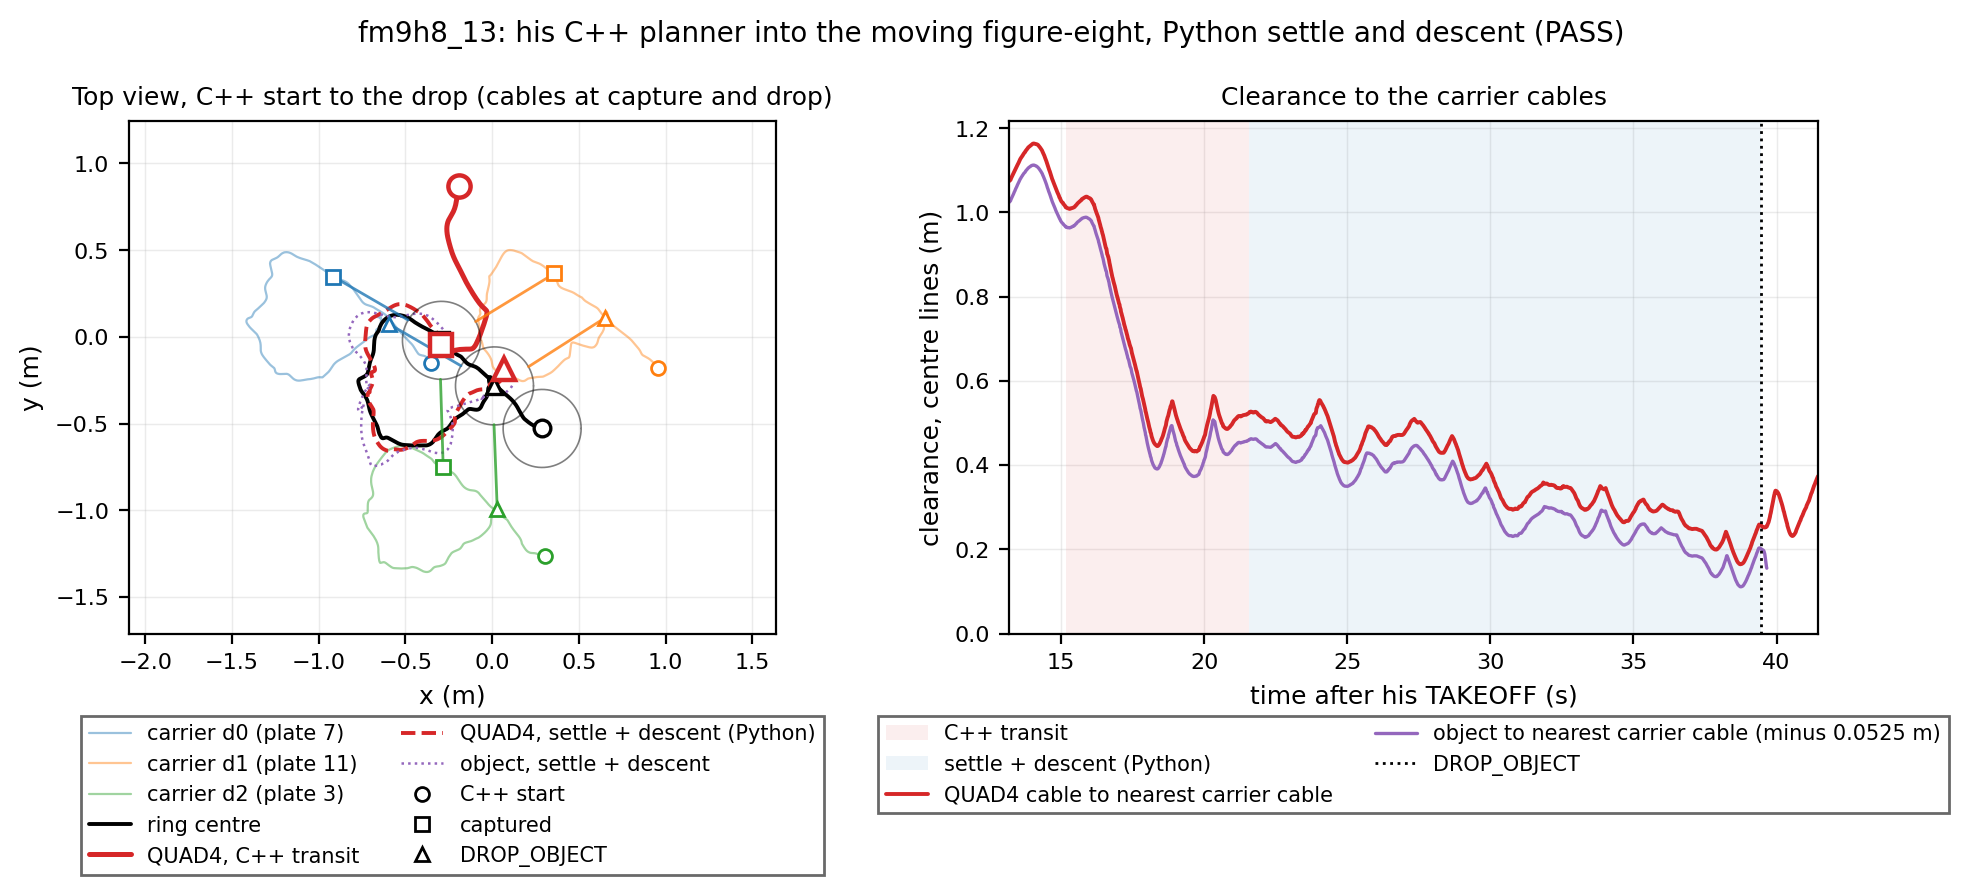 fm9h8_13: his C++ planner into the moving figure-eight, Python settle and descent (PASS)
Top view, C++ start to the drop (cables at capture and drop)
1.0
0.5
0.0
−0.5
−1.0
−1.5
y (m)
−2.0 −1.5 −1.0 −0.5 0.0 0.5 1.0 1.5
x (m)
carrier d0 (plate 7)
carrier d1 (plate 11)
carrier d2 (plate 3)
ring centre
QUAD4, C++ transit
QUAD4, settle + descent (Python)
object, settle + descent
C++ start
captured
DROP_OBJECT
Clearance to the carrier cables
1.2
1.0
0.8
0.6
0.4
0.2
0.0
clearance, centre lines (m)
15 20 25 30 35 40
time after his TAKEOFF (s)
C++ transit
settle + descent (Python)
QUAD4 cable to nearest carrier cable
object to nearest carrier cable (minus 0.0525 m)
DROP_OBJECT